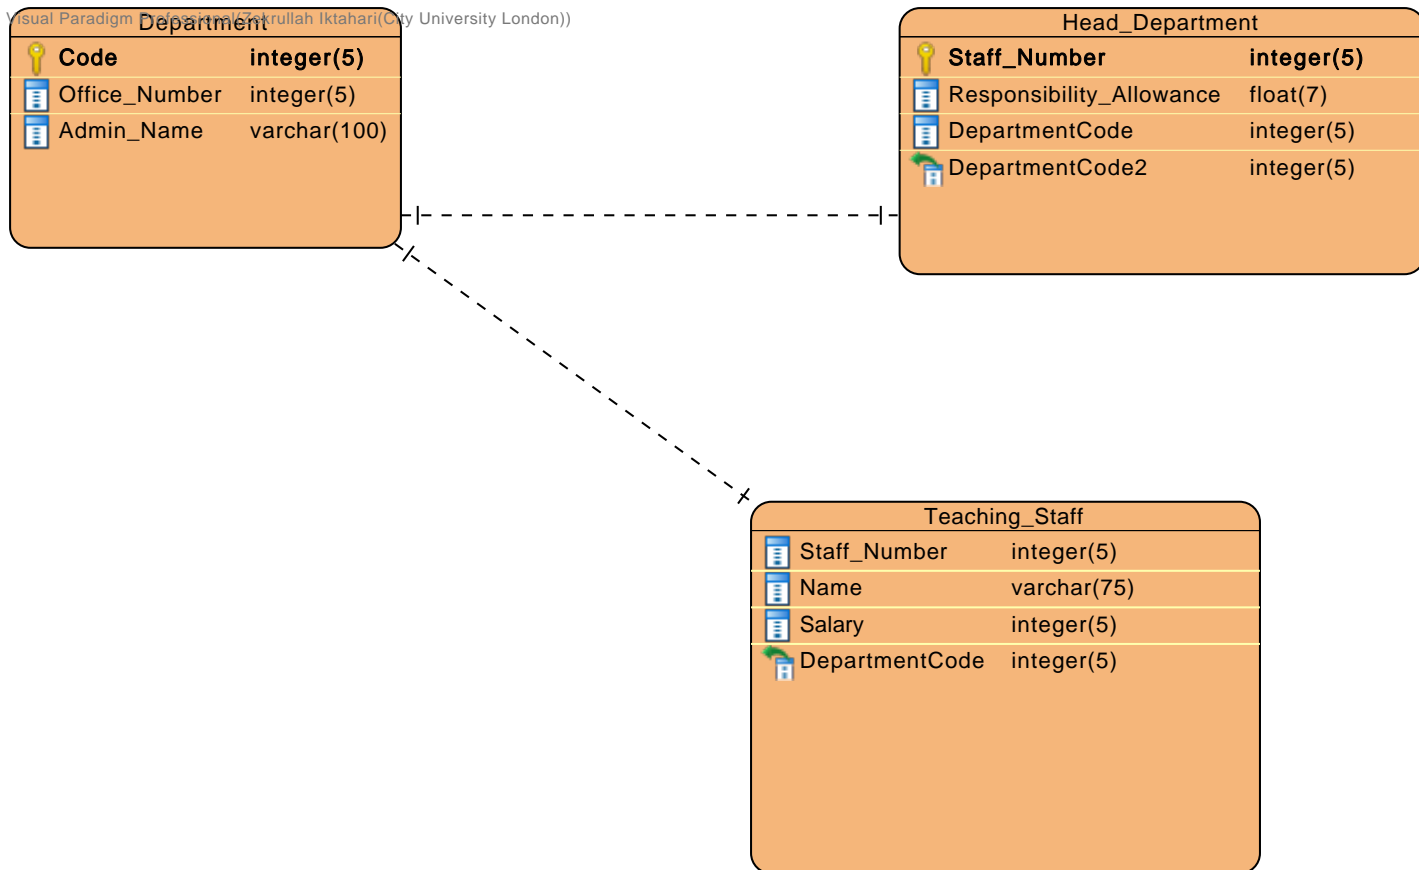 Visual Paradigm Professional(Zekrullah Iktahari(City University London))
Department
Code integer(5)
Office_Number integer(5)
Admin_Name varchar(100)
Head_Department
Staff_Number integer(5)
Responsibility_Allowance float(7)
DepartmentCode integer(5)
DepartmentCode2 integer(5)
Teaching_Staff
Staff_Number integer(5)
Name varchar(75)
Salary integer(5)
DepartmentCode integer(5)